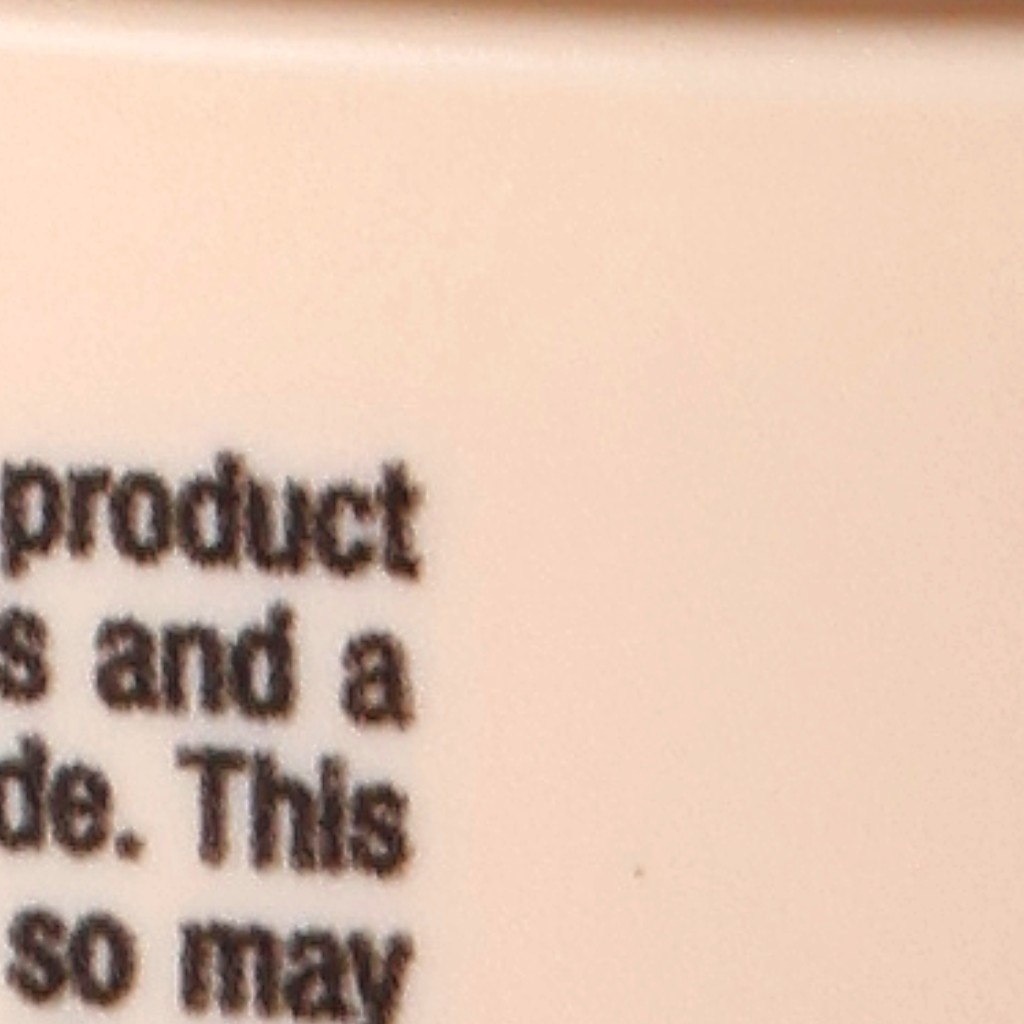 product
s and a
de. This
so may